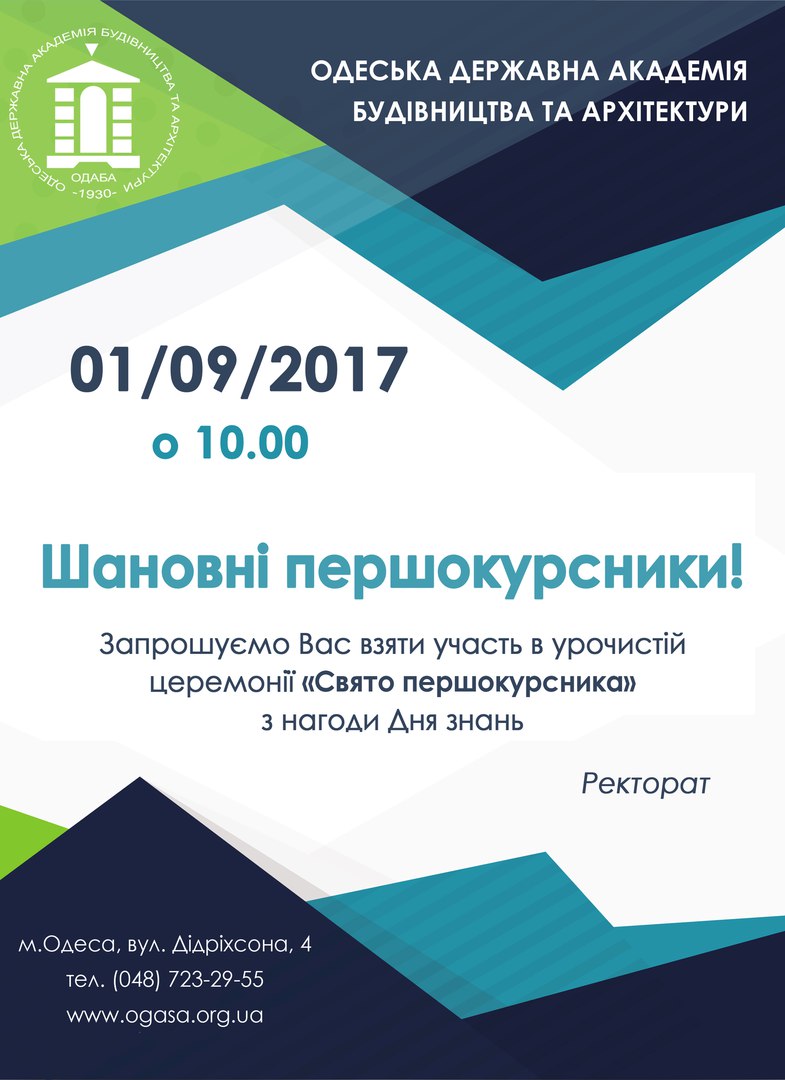 ОДЕСЬКА ДЕРЖАВНА АКАДЕМІЯ БУДІВНИЦТВА ТА АРХІТЕКТУРИ
ОДАБА
-1930-
ОДЕСЬКА ДЕРЖАВНА АКАДЕМІЯ
БУДІВНИЦТВА ТА АРХІТЕКТУРИ
01/09/2017
о 10.00
Шановні першокурсники!
Запрошуємо Вас взяти участь в урочистій
церемонії «Свято першокурсника»
з нагоди Дня знань
Ректорат
м.Одеса, вул. Дідріхсона, 4
тел. (048) 723-29-55
www.ogasa.org.ua